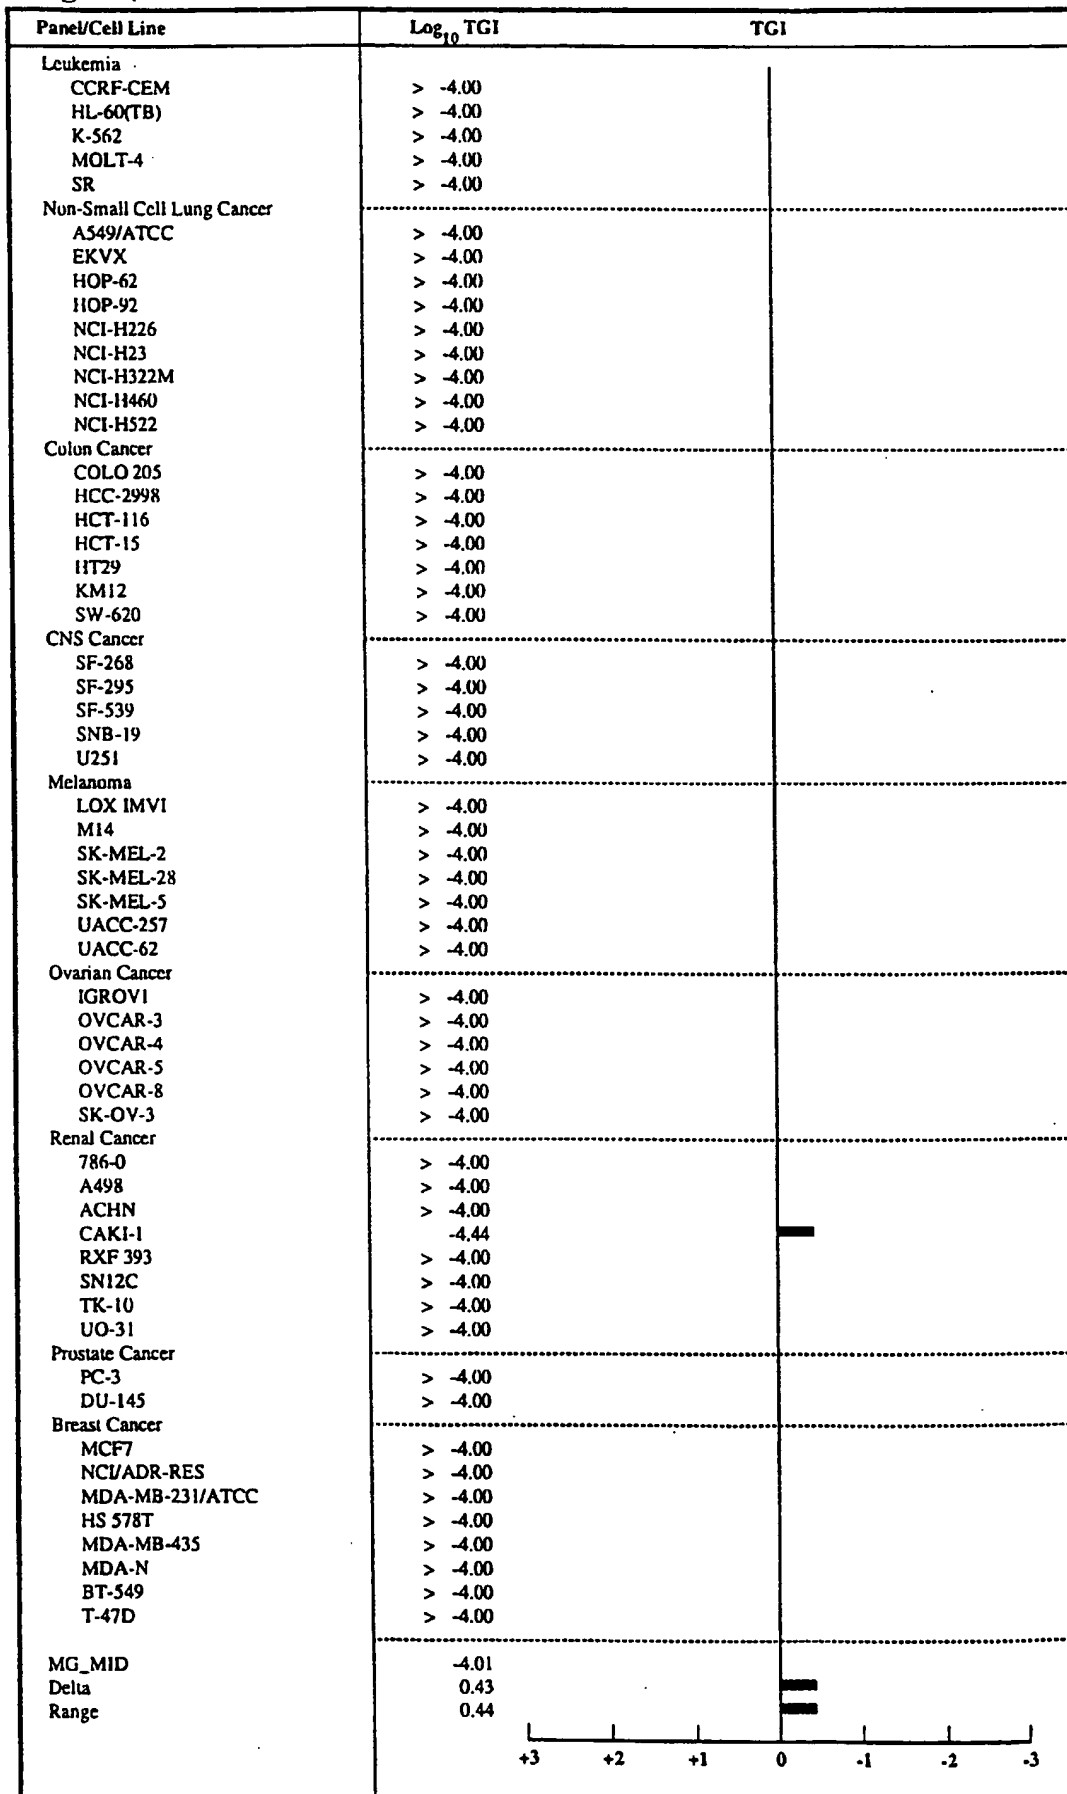 Panel/Cell Line Log10 TGI TGI
Leukemia
CCRF-CEM > -4.00
HL-60(TB) > -4.00
K-562 > -4.00
MOLT-4 > -4.00
SR > -4.00
Non-Small Cell Lung Cancer
A549/ATCC > -4.00
EKVX > -4.00
HOP-62 > -4.00
HOP-92 > -4.00
NCI-H226 > -4.00
NCI-H23 > -4.00
NCI-H322M > -4.00
NCI-H460 > -4.00
NCI-H522 > -4.00
Colon Cancer
COLO 205 > -4.00
HCC-2998 > -4.00
HCT-116 > -4.00
HCT-15 > -4.00
HT29 > -4.00
KM12 > -4.00
SW-620 > -4.00
CNS Cancer
SF-268 > -4.00
SF-295 > -4.00
SF-539 > -4.00
SNB-19 > -4.00
U251 > -4.00
Melanoma
LOX IMVI > -4.00
M14 > -4.00
SK-MEL-2 > -4.00
SK-MEL-28 > -4.00
SK-MEL-5 > -4.00
UACC-257 > -4.00
UACC-62 > -4.00
Ovarian Cancer
IGROV1 > -4.00
OVCAR-3 > -4.00
OVCAR-4 > -4.00
OVCAR-5 > -4.00
OVCAR-8 > -4.00
SK-OV-3 > -4.00
Renal Cancer
786-0 > -4.00
A498 > -4.00
ACHN > -4.00
CAKI-1 -4.44
RXF 393 > -4.00
SN12C > -4.00
TK-10 > -4.00
UO-31 > -4.00
Prostate Cancer
PC-3 > -4.00
DU-145 > -4.00
Breast Cancer
MCF7 > -4.00
NCI/ADR-RES > -4.00
MDA-MB-231/ATCC > -4.00
HS 578T > -4.00
MDA-MB-435 > -4.00
MDA-N > -4.00
BT-549 > -4.00
T-47D > -4.00
MG_MID -4.01
Delta 0.43
Range 0.44
+3 +2 +1 0 -1 -2 -3